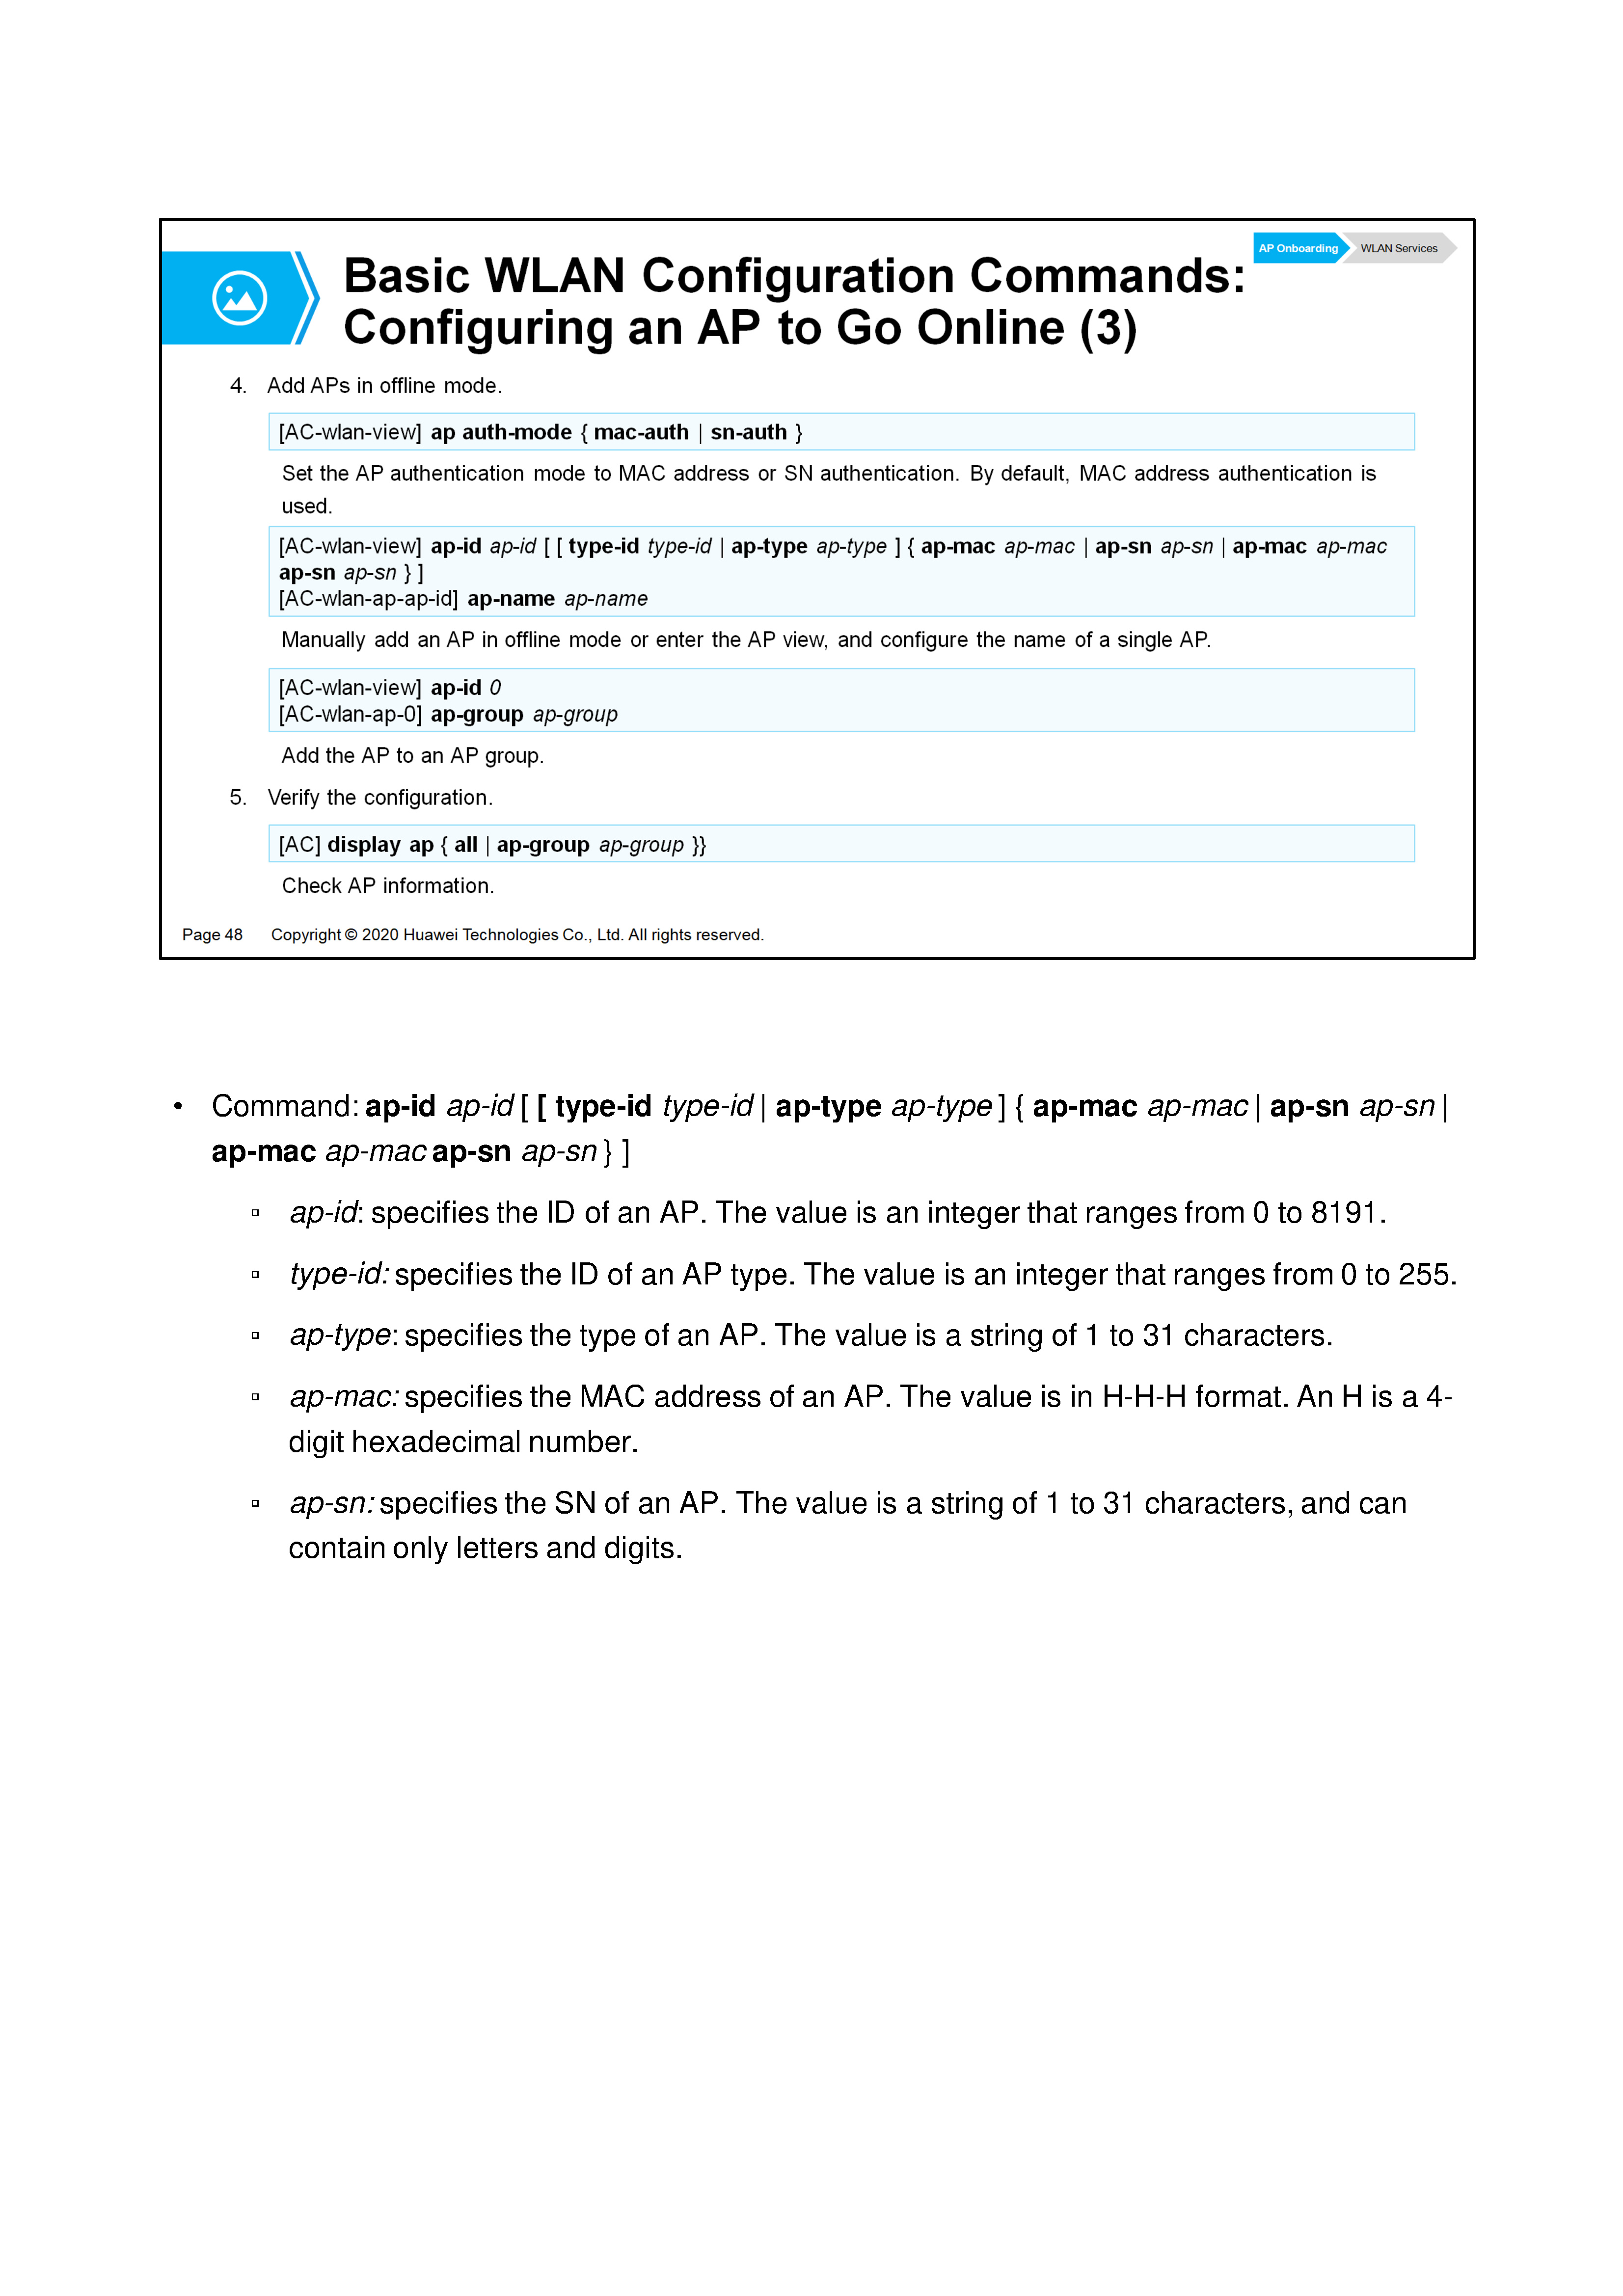 AP Onboarding
WLAN Services
Basic WLAN Configuration Commands:
Configuring an AP to Go Online (3)
4. Add APs in offline mode.
[AC-wlan-view] ap auth-mode { mac-auth | sn-auth }
Set the AP authentication mode to MAC address or SN authentication. By default, MAC address authentication is
used.
[AC-wlan-view] ap-id ap-id [ [ type-id type-id | ap-type ap-type ] { ap-mac ap-mac | ap-sn ap-sn | ap-mac ap-mac
ap-sn ap-sn } ]
[AC-wlan-ap-ap-id] ap-name ap-name
Manually add an AP in offline mode or enter the AP view, and configure the name of a single AP.
[AC-wlan-view] ap-id 0
[AC-wlan-ap-0] ap-group ap-group
Add the AP to an AP group.
5. Verify the configuration.
[AC] display ap { all | ap-group ap-group }}
Check AP information.
Page 48 Copyright © 2020 Huawei Technologies Co., Ltd. All rights reserved.
• Command: ap-id ap-id [ [ type-id type-id | ap-type ap-type ] { ap-mac ap-mac | ap-sn ap-sn |
ap-mac ap-mac ap-sn ap-sn } ]
▫ ap-id: specifies the ID of an AP. The value is an integer that ranges from 0 to 8191.
▫ type-id: specifies the ID of an AP type. The value is an integer that ranges from 0 to 255.
▫ ap-type: specifies the type of an AP. The value is a string of 1 to 31 characters.
▫ ap-mac: specifies the MAC address of an AP. The value is in H-H-H format. An H is a 4-
digit hexadecimal number.
▫ ap-sn: specifies the SN of an AP. The value is a string of 1 to 31 characters, and can
contain only letters and digits.